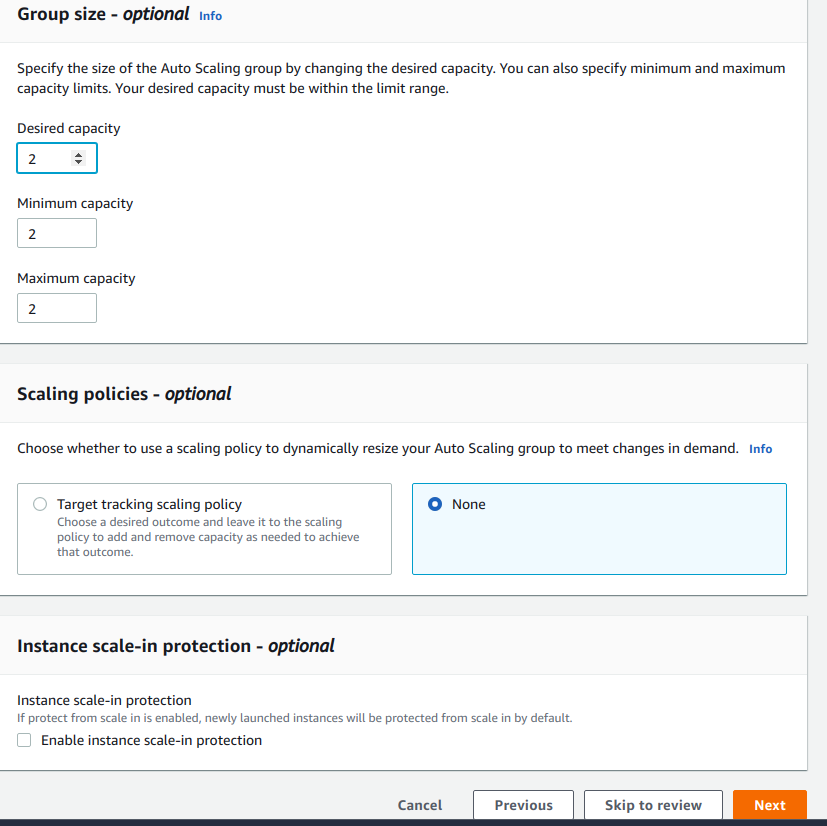 Group size - optional Info
Specify the size of the Auto Scaling group by changing the desired capacity. You can also specify minimum and maximum
capacity limits. Your desired capacity must be within the limit range.
Desired capacity
2
Minimum capacity
2
Maximum capacity
2
Scaling policies - optional
Choose whether to use a scaling policy to dynamically resize your Auto Scaling group to meet changes in demand. Info
Target tracking scaling policy
Choose a desired outcome and leave it to the scaling
policy to add and remove capacity as needed to achieve
that outcome.
None
Instance scale-in protection - optional
Instance scale-in protection
If protect from scale in is enabled, newly launched instances will be protected from scale in by default.
Enable instance scale-in protection
Cancel Previous Skip to review Next